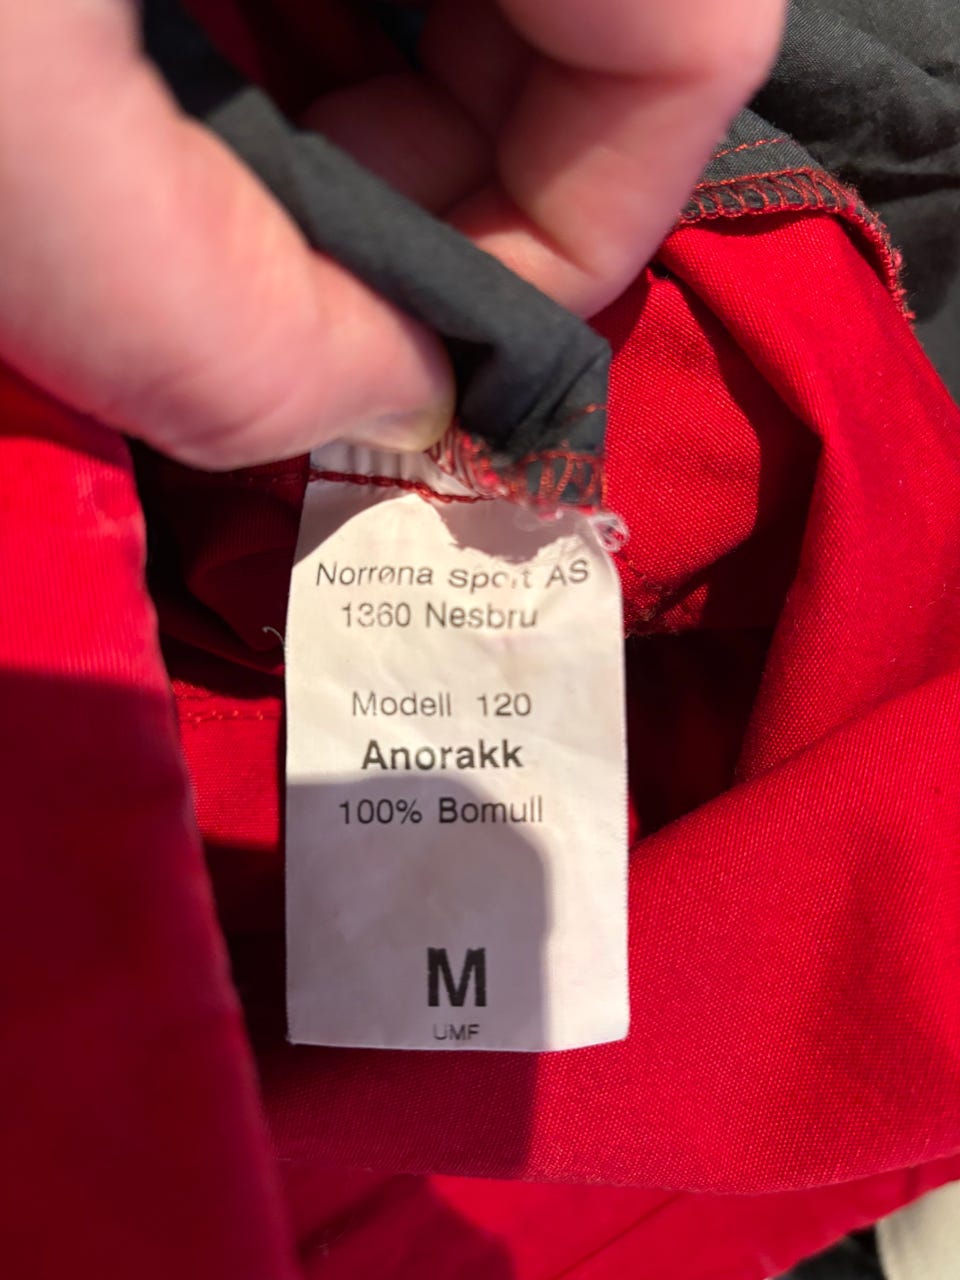 Norrøna Sport AS
1360 Nesbru
Modell 120
Anorakk
100% Bomull
M
UMF